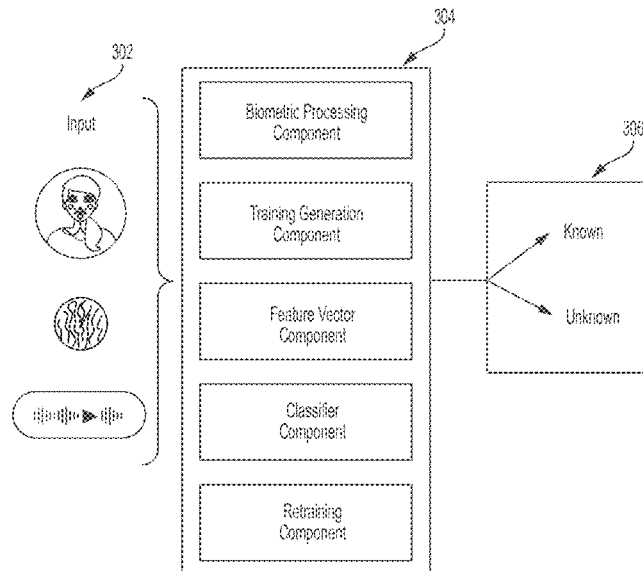 304
302
Input
Biometric Processing
Component
306
Training Generation
Component
Known
Feature Vector
Component
Unknown
Classifier
Component
Retraining
Component